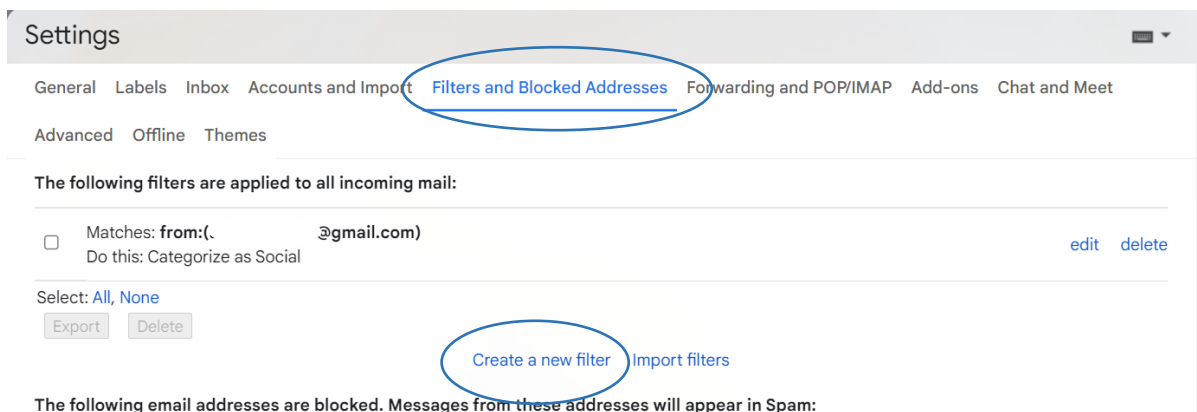 Settings
General Labels Inbox Accounts and Import Filters and Blocked Addresses Forwarding and POP/IMAP Add-ons Chat and Meet
Advanced Offline Themes
The following filters are applied to all incoming mail:
Matches: from:( @gmail.com)
Do this: Categorize as Social
edit delete
Select: All, None
Export Delete
Create a new filter Import filters
The following email addresses are blocked. Messages from these addresses will appear in Spam: